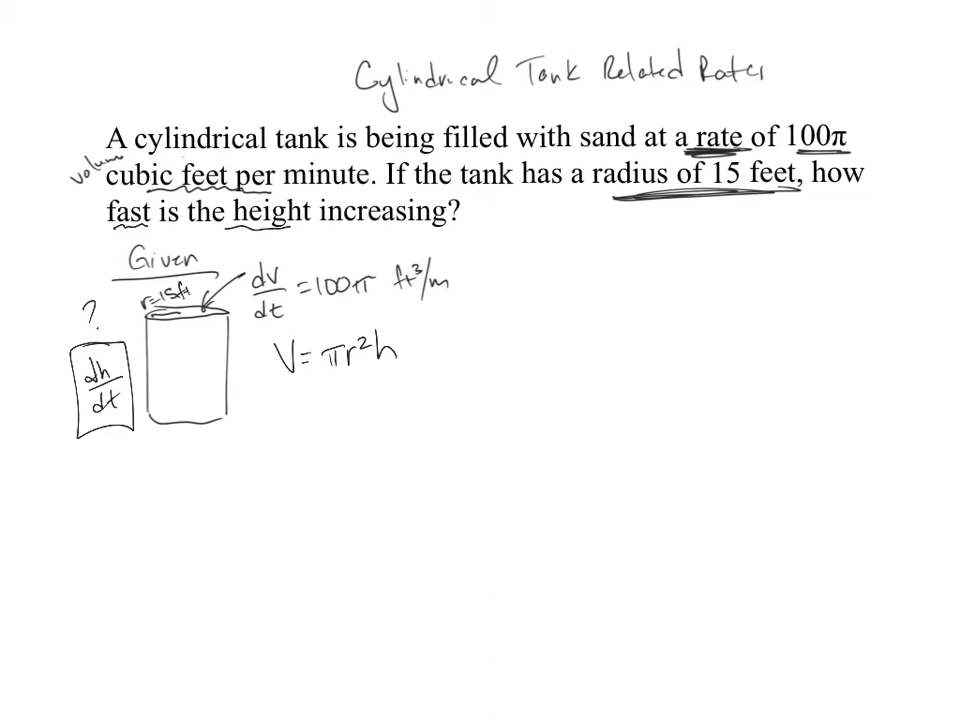 Cylindrical Tank Related Rates
A cylindrical tank is being filled with sand at a rate of 100π
volume
cubic feet per minute. If the tank has a radius of 15 feet, how
fast is the height increasing?
Given
r=15ft
dv/dt = 100π ft³/m
?
V = πr²h
dh/dt